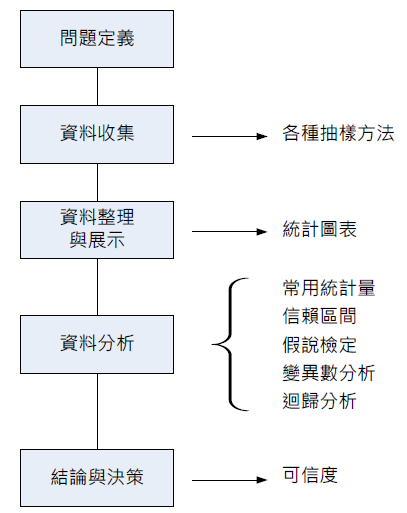 問題定義
資料收集
各種抽樣方法
資料整理
與展示
統計圖表
資料分析
常用統計量
信賴區間
假說檢定
變異數分析
迴歸分析
結論與決策
可信度